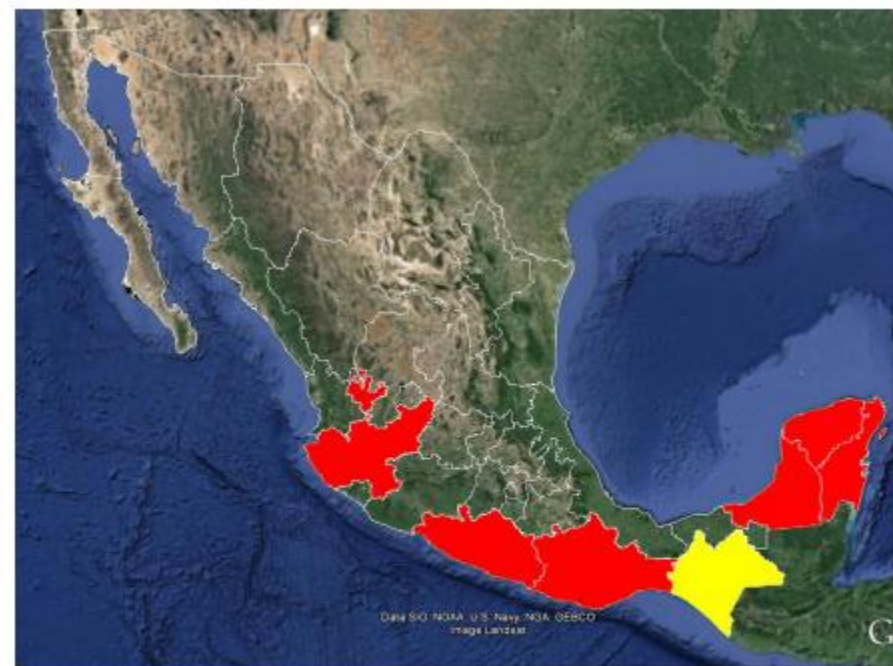 Data SIO, NOAA, U.S. Navy, NGA, GEBCO
Image Landsat
G